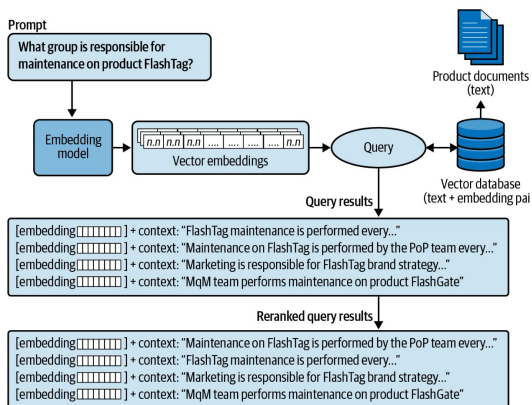 Prompt
What group is responsible for
maintenance on product FlashTag?
Product documents
(text)
Embedding
model
n.n n.n n.n .... .... .... .... n.n
Vector embeddings
Query
Vector database
(text + embedding pai
Query results
[embedding] + context: "FlashTag maintenance is performed every..."
[embedding] + context: "Maintenance on FlashTag is performed by the PoP team every..."
[embedding] + context: "Marketing is responsible for FlashTag brand strategy..."
[embedding] + context: "MqM team performs maintenance on product FlashGate"
Reranked query results
[embedding] + context: "Maintenance on FlashTag is performed by the PoP team every..."
[embedding] + context: "FlashTag maintenance is performed every..."
[embedding] + context: "Marketing is responsible for FlashTag brand strategy..."
[embedding] + context: "MqM team performs maintenance on product FlashGate"